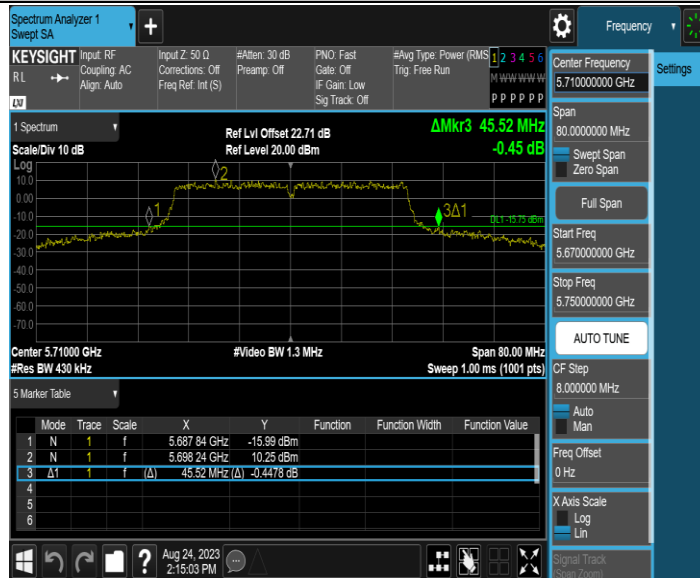 Spectrum Analyzer 1
Swept SA
+
Frequency
KEYSIGHT
RL
LXI
Input: RF
Coupling: AC
Align: Auto
Input Z: 50 Ω
Corrections: Off
Freq Ref: Int (S)
#Atten: 30 dB
Preamp: Off
PNO: Fast
Gate: Off
IF Gain: Low
Sig Track: Off
#Avg Type: Power (RMS
Trig: Free Run
1 2 3 4 5 6
M W W W W W
P P P P P P
Center Frequency
5.710000000 GHz
Settings
Span
80.0000000 MHz
Swept Span
Zero Span
Full Span
Start Freq
5.670000000 GHz
Stop Freq
5.750000000 GHz
AUTO TUNE
CF Step
8.000000 MHz
Auto
Man
Freq Offset
0 Hz
X Axis Scale
Log
Lin
Signal Track
(Span Zoom)
1 Spectrum
Scale/Div 10 dB
Ref Lvl Offset 22.71 dB
Ref Level 20.00 dBm
ΔMkr3 45.52 MHz
-0.45 dB
Log
10.0
0.00
-10.0
-20.0
-30.0
-40.0
-50.0
-60.0
-70.0
1
2
3Δ1
DL1 -15.75 dBm
Center 5.71000 GHz
#Video BW 1.3 MHz
Span 80.00 MHz
#Res BW 430 kHz
Sweep 1.00 ms (1001 pts)
5 Marker Table
Mode Trace Scale X Y Function Function Width Function Value
1 N 1 f 5.687 84 GHz -15.99 dBm
2 N 1 f 5.698 24 GHz 10.25 dBm
3 Δ1 1 f (Δ) 45.52 MHz (Δ) -0.4478 dB
4
5
6
?
Aug 24, 2023
2:15:03 PM